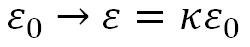 ε₀ → ε = κε₀